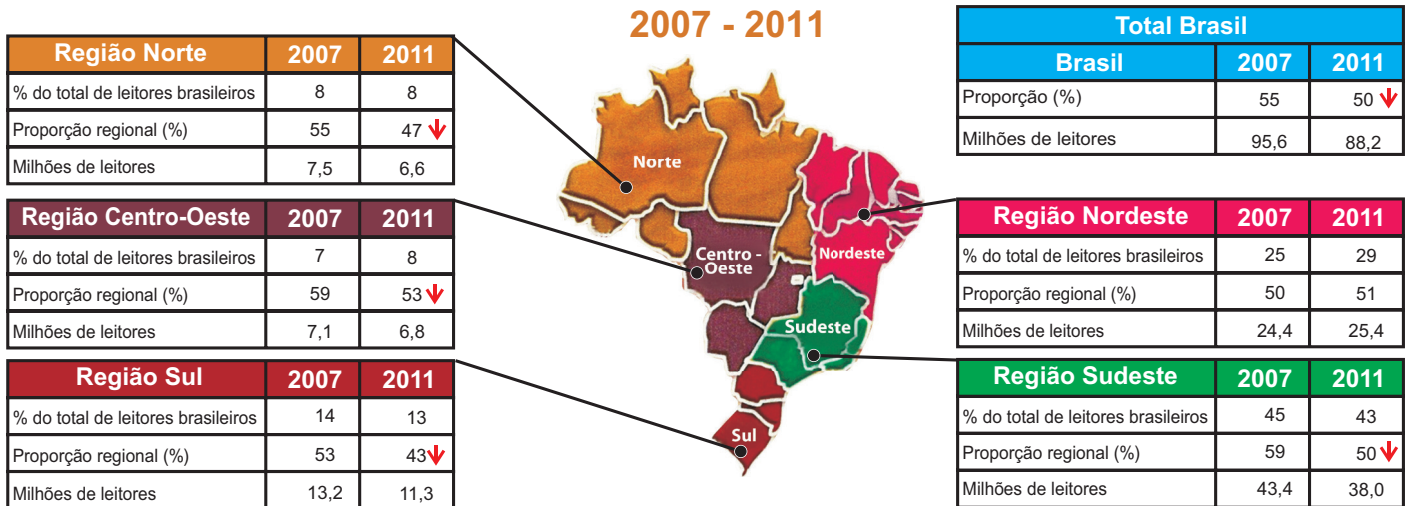 2007 - 2011
Região Norte 2007 2011
% do total de leitores brasileiros 8 8
Proporção regional (%) 55 47
Milhões de leitores 7,5 6,6
Região Centro-Oeste 2007 2011
% do total de leitores brasileiros 7 8
Proporção regional (%) 59 53
Milhões de leitores 7,1 6,8
Região Sul 2007 2011
% do total de leitores brasileiros 14 13
Proporção regional (%) 53 43
Milhões de leitores 13,2 11,3
Norte
Centro -
Oeste
Nordeste
Sudeste
Sul
Total Brasil
Brasil 2007 2011
Proporção (%) 55 50
Milhões de leitores 95,6 88,2
Região Nordeste 2007 2011
% do total de leitores brasileiros 25 29
Proporção regional (%) 50 51
Milhões de leitores 24,4 25,4
Região Sudeste 2007 2011
% do total de leitores brasileiros 45 43
Proporção regional (%) 59 50
Milhões de leitores 43,4 38,0